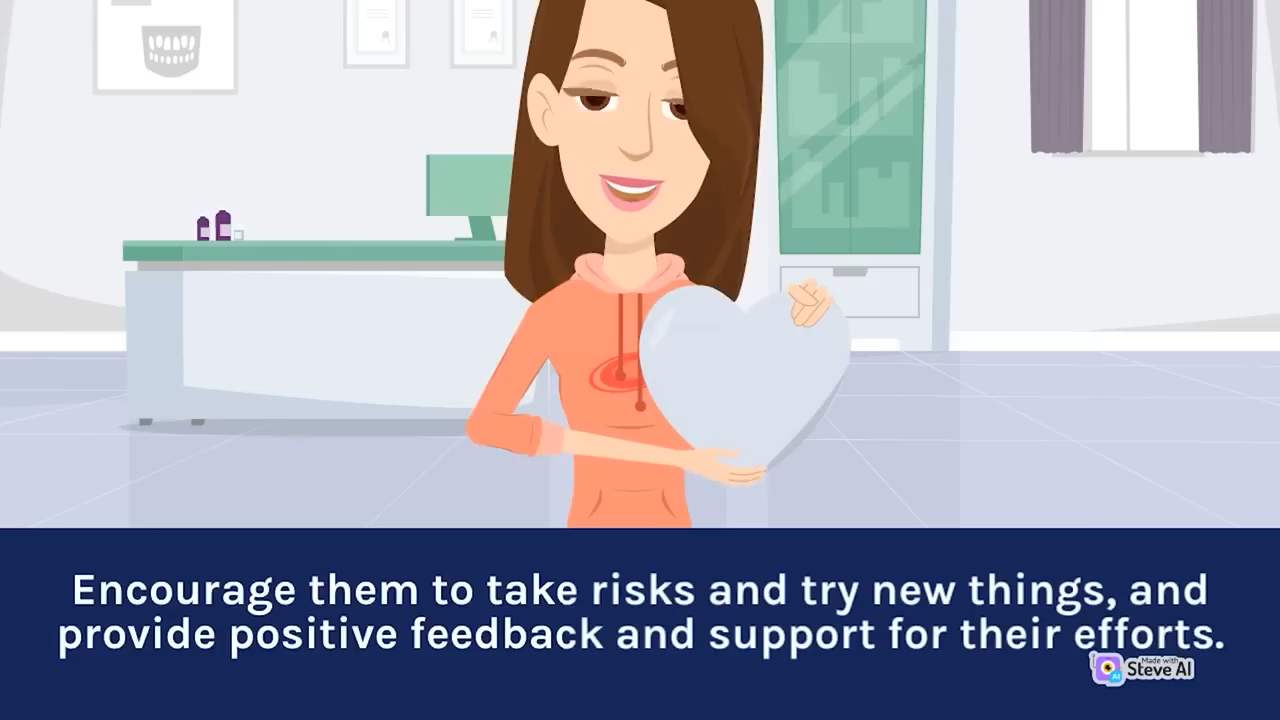 Encourage them to take risks and try new things, and
provide positive feedback and support for their efforts.
Made with
Steve AI
AI